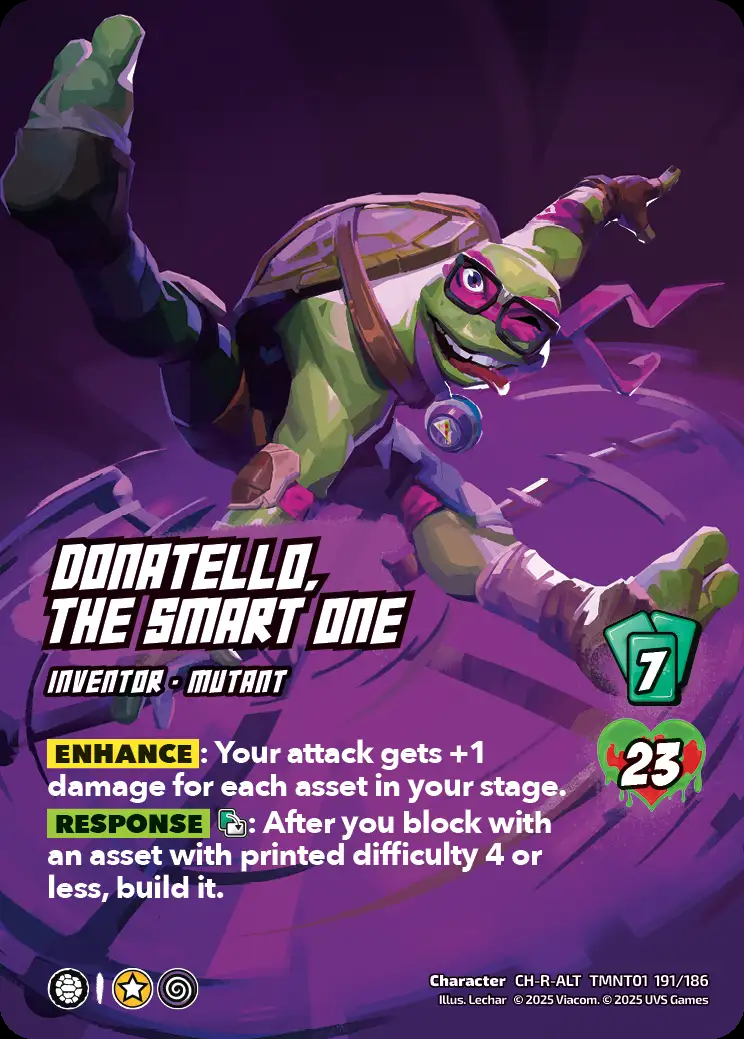 DONATELLO,
THE SMART ONE
INVENTOR • MUTANT
7
23
ENHANCE: Your attack gets +1
damage for each asset in your stage.
RESPONSE : After you block with
an asset with printed difficulty 4 or
less, build it.
Character CH-R-ALT TMNT01 191/186
Illus. Lechar © 2025 Viacom. © 2025 UVS Games